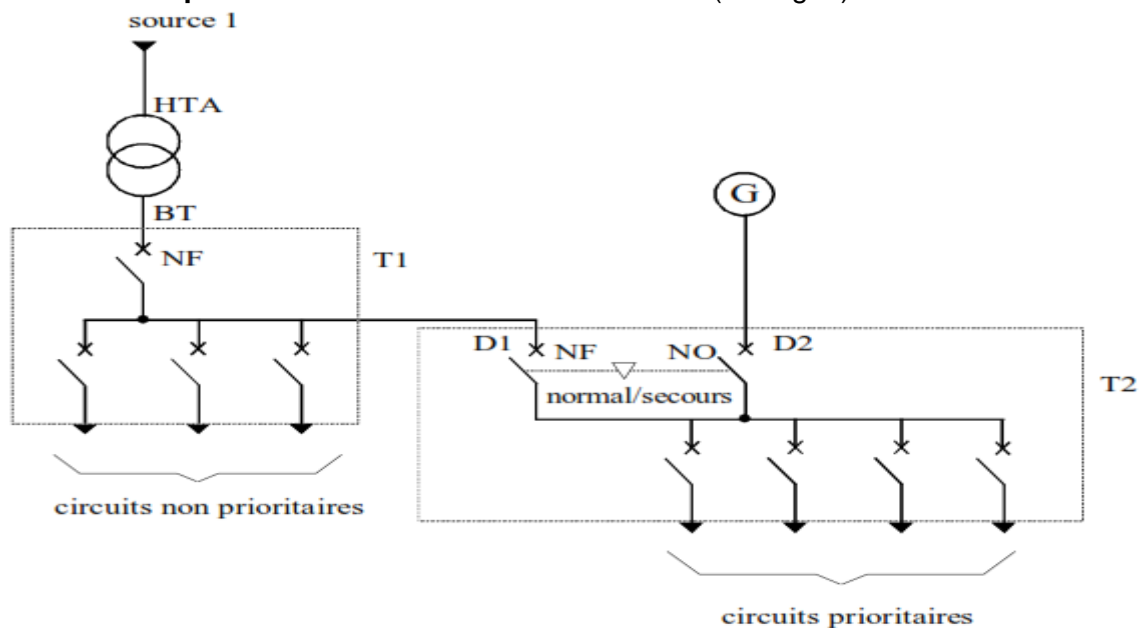 source 1
HTA
G
BT
NF
T1
D1
NF
NO
D2
normal/secours
T2
circuits non prioritaires
circuits prioritaires